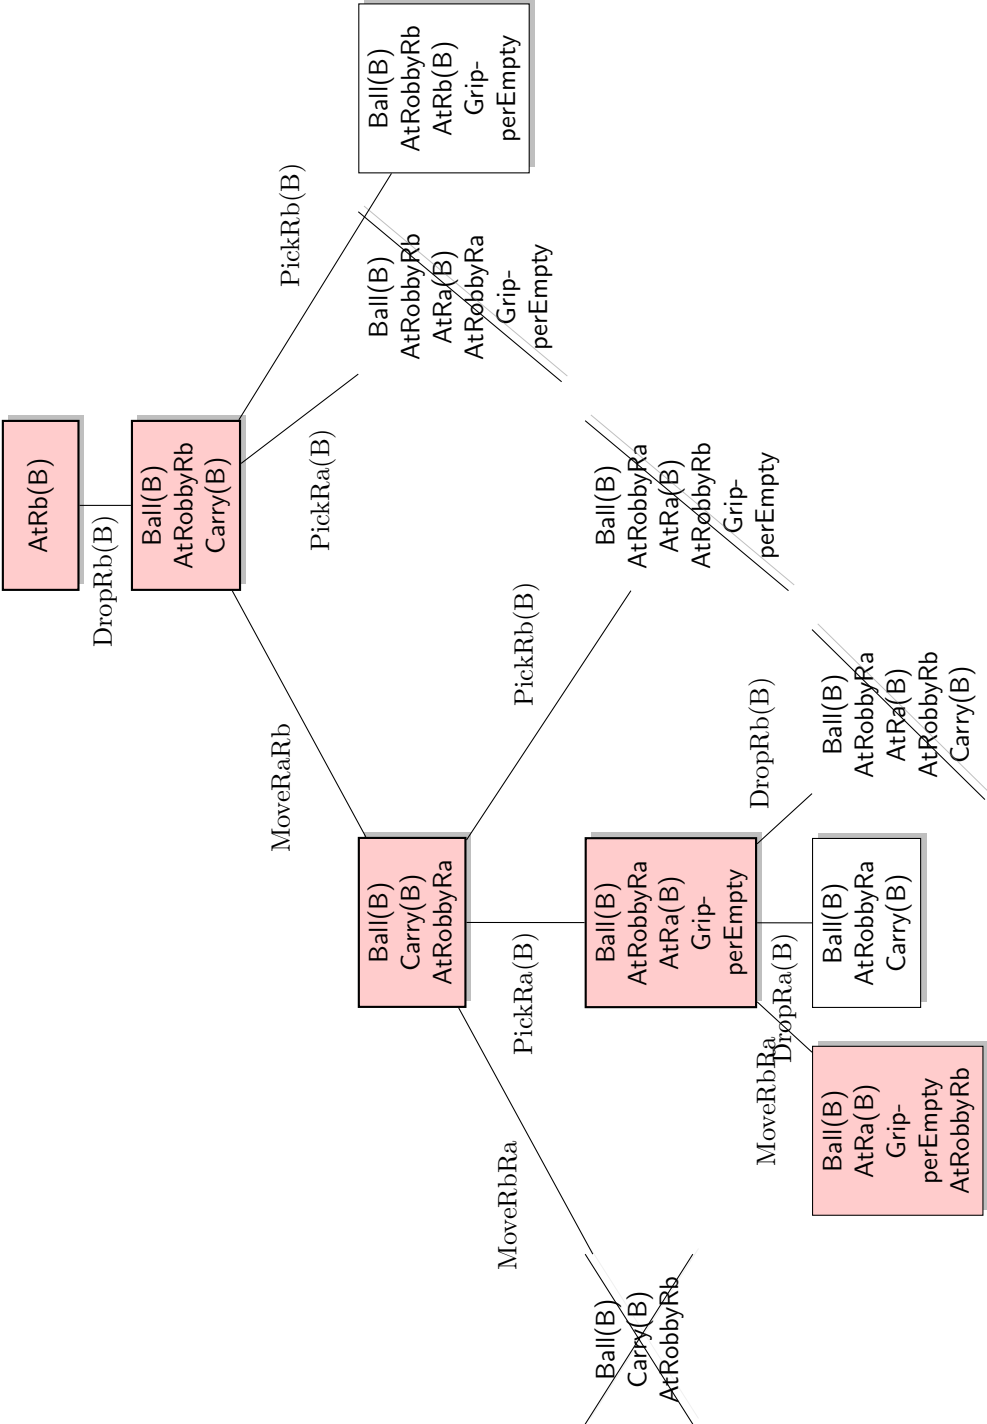 AtRb(B)
DropRb(B)
Ball(B)
AtRobbyRb
Carry(B)
MoveRaRb
PickRa(B)
PickRb(B)
Ball(B)
Carry(B)
AtRobbyRa
Ball(B)
AtRobbyRb
AtRa(B)
AtRobbyRa
Grip-
perEmpty
Ball(B)
AtRobbyRb
AtRb(B)
Grip-
perEmpty
MoveRbRa
PickRa(B)
PickRb(B)
Ball(B)
Carry(B)
AtRobbyRb
Ball(B)
AtRobbyRa
AtRa(B)
Grip-
perEmpty
Ball(B)
AtRobbyRa
AtRa(B)
AtRobbyRb
Grip-
perEmpty
MoveRbRa
DropRa(B)
DropRb(B)
Ball(B)
AtRa(B)
Grip-
perEmpty
AtRobbyRb
Ball(B)
AtRobbyRa
Carry(B)
Ball(B)
AtRobbyRa
AtRa(B)
AtRobbyRb
Carry(B)